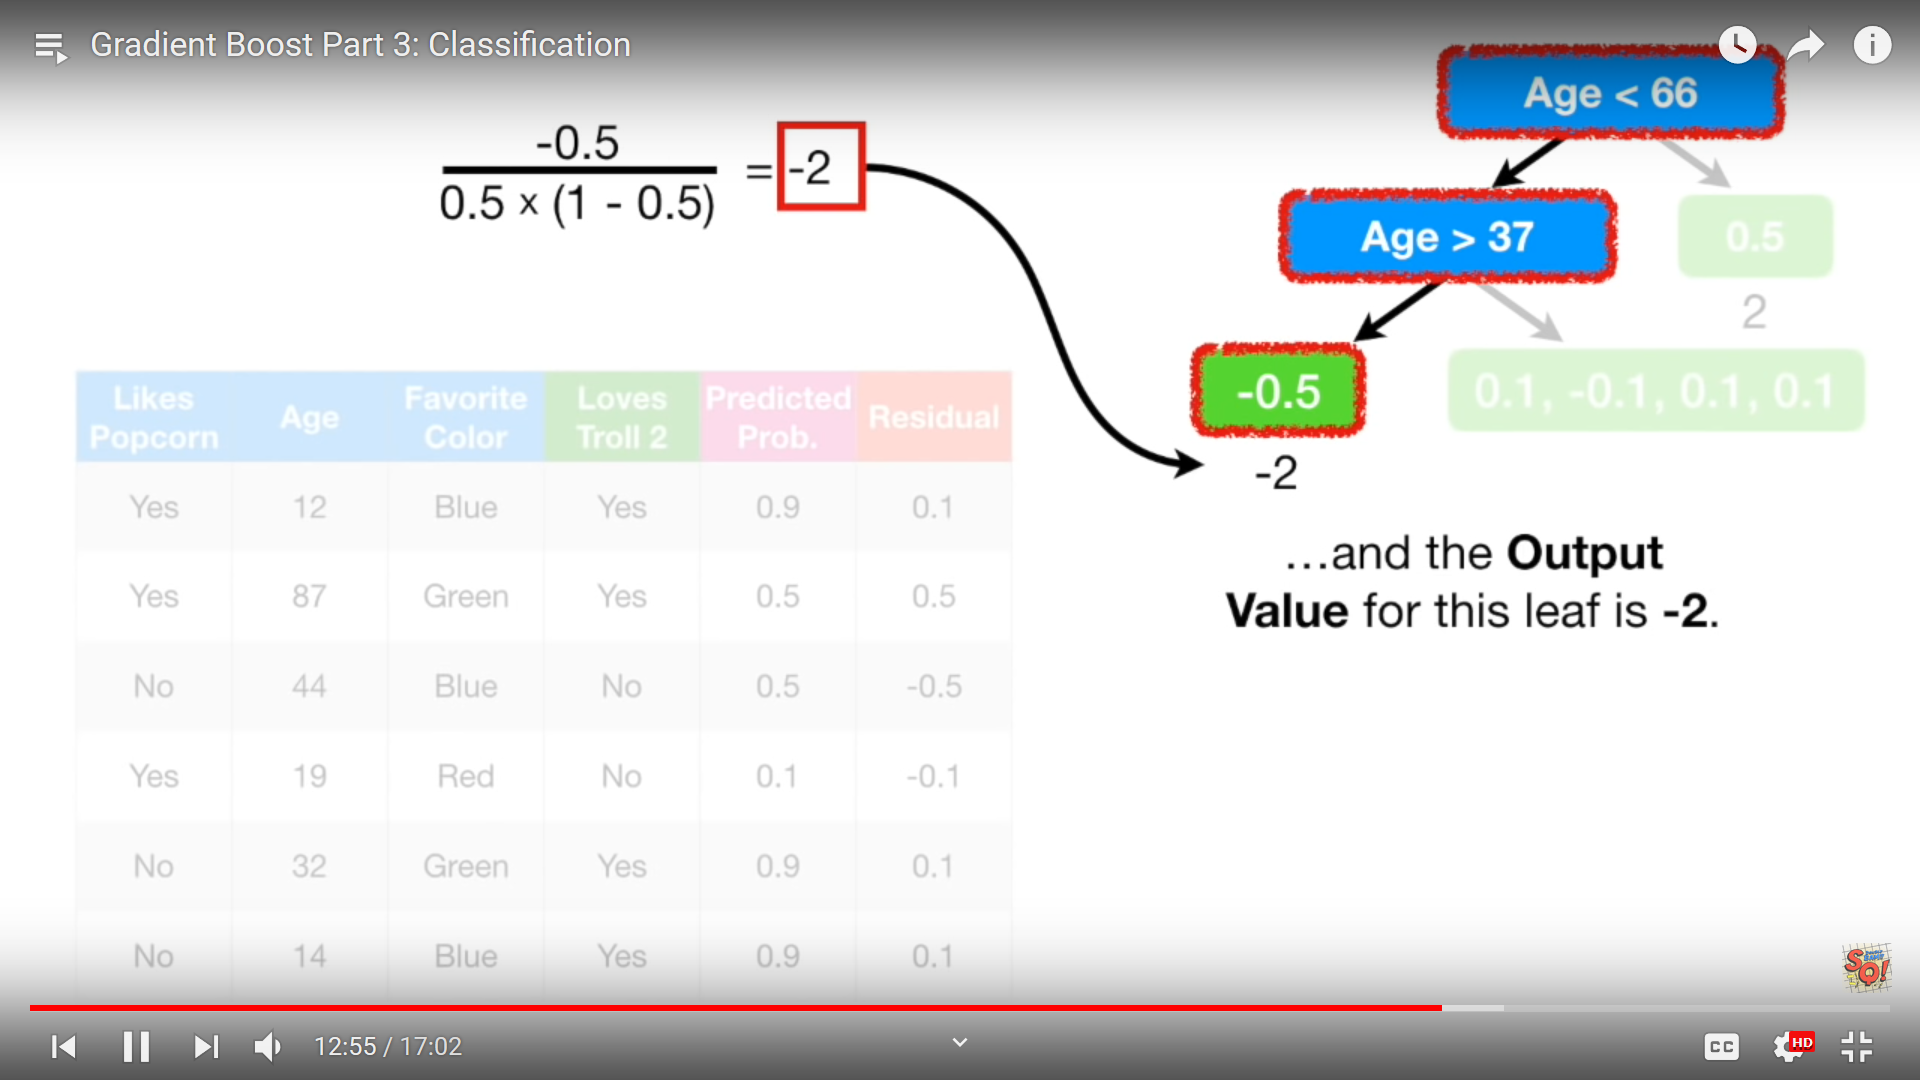 Gradient Boost Part 3: Classification
Age < 66
-0.5
0.5 x (1 - 0.5)
= -2
Age > 37
0.5
2
-0.5
0.1, -0.1, 0.1, 0.1
-2
…and the Output
Value for this leaf is -2.
Likes Popcorn Age Favorite Color Loves Troll 2 Predicted Prob. Residual
Yes 12 Blue Yes 0.9 0.1
Yes 87 Green Yes 0.5 0.5
No 44 Blue No 0.5 -0.5
Yes 19 Red No 0.1 -0.1
No 32 Green Yes 0.9 0.1
No 14 Blue Yes 0.9 0.1
SQ!
12:55 / 17:02
CC
HD